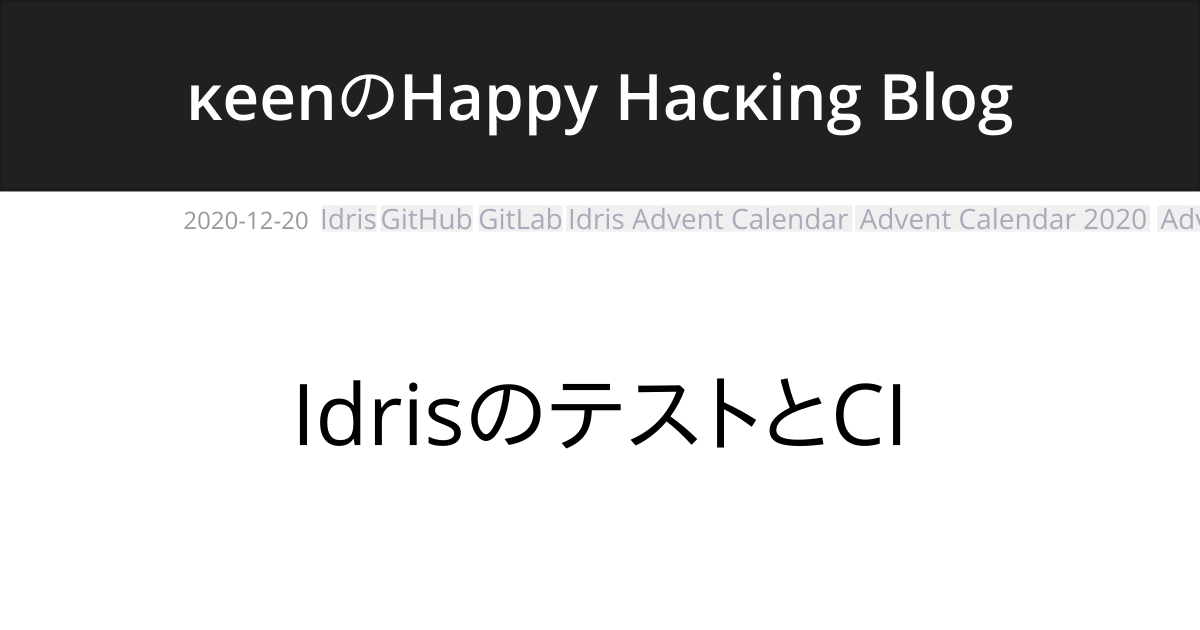 κeenのHappy Hacκing Blog
2020-12-20 Idris GitHub GitLab Idris Advent Calendar Advent Calendar 2020
IdrisのテストとCI